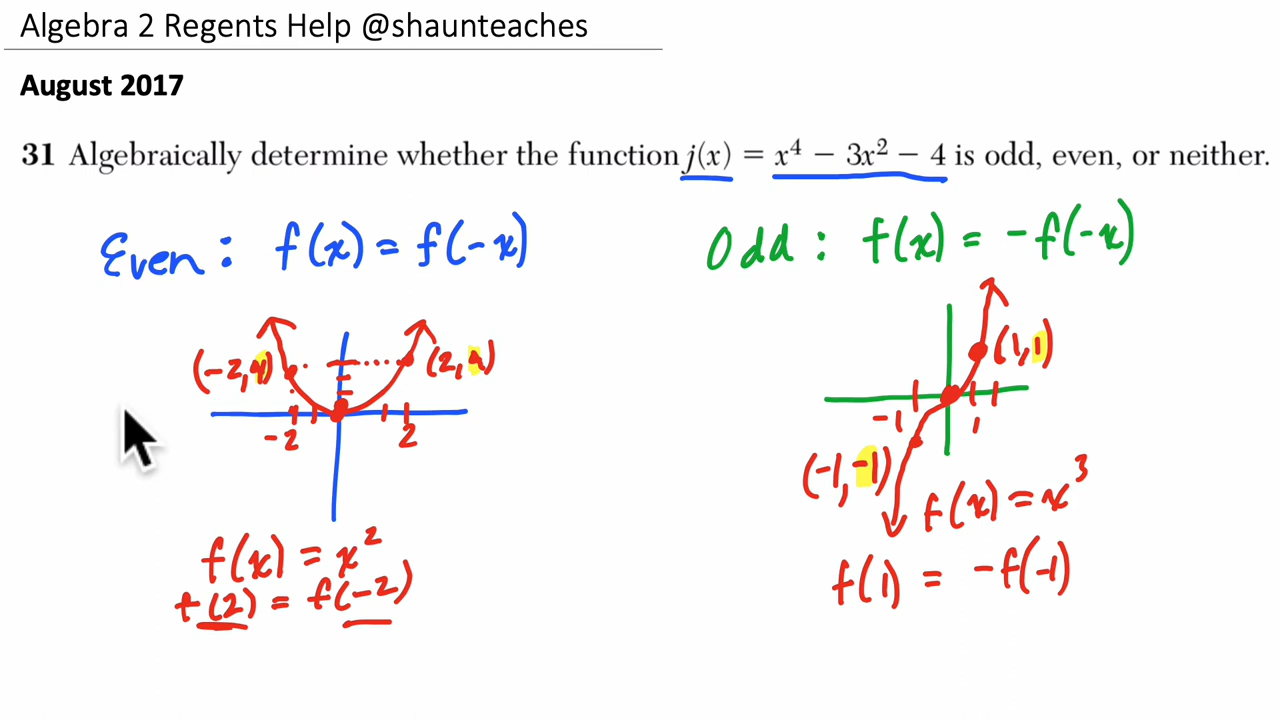 Algebra 2 Regents Help @shaunteaches
August 2017
31 Algebraically determine whether the function j(x) = x⁴ − 3x² − 4 is odd, even, or neither.
Even: f(x) = f(-x)
Odd: f(x) = -f(-x)
(-2,4)
(2,4)
-2
2
f(x) = x²
f(2) = f(-2)
(1,1)
-1
1
(-1,-1)
f(x) = x³
f(1) = -f(-1)